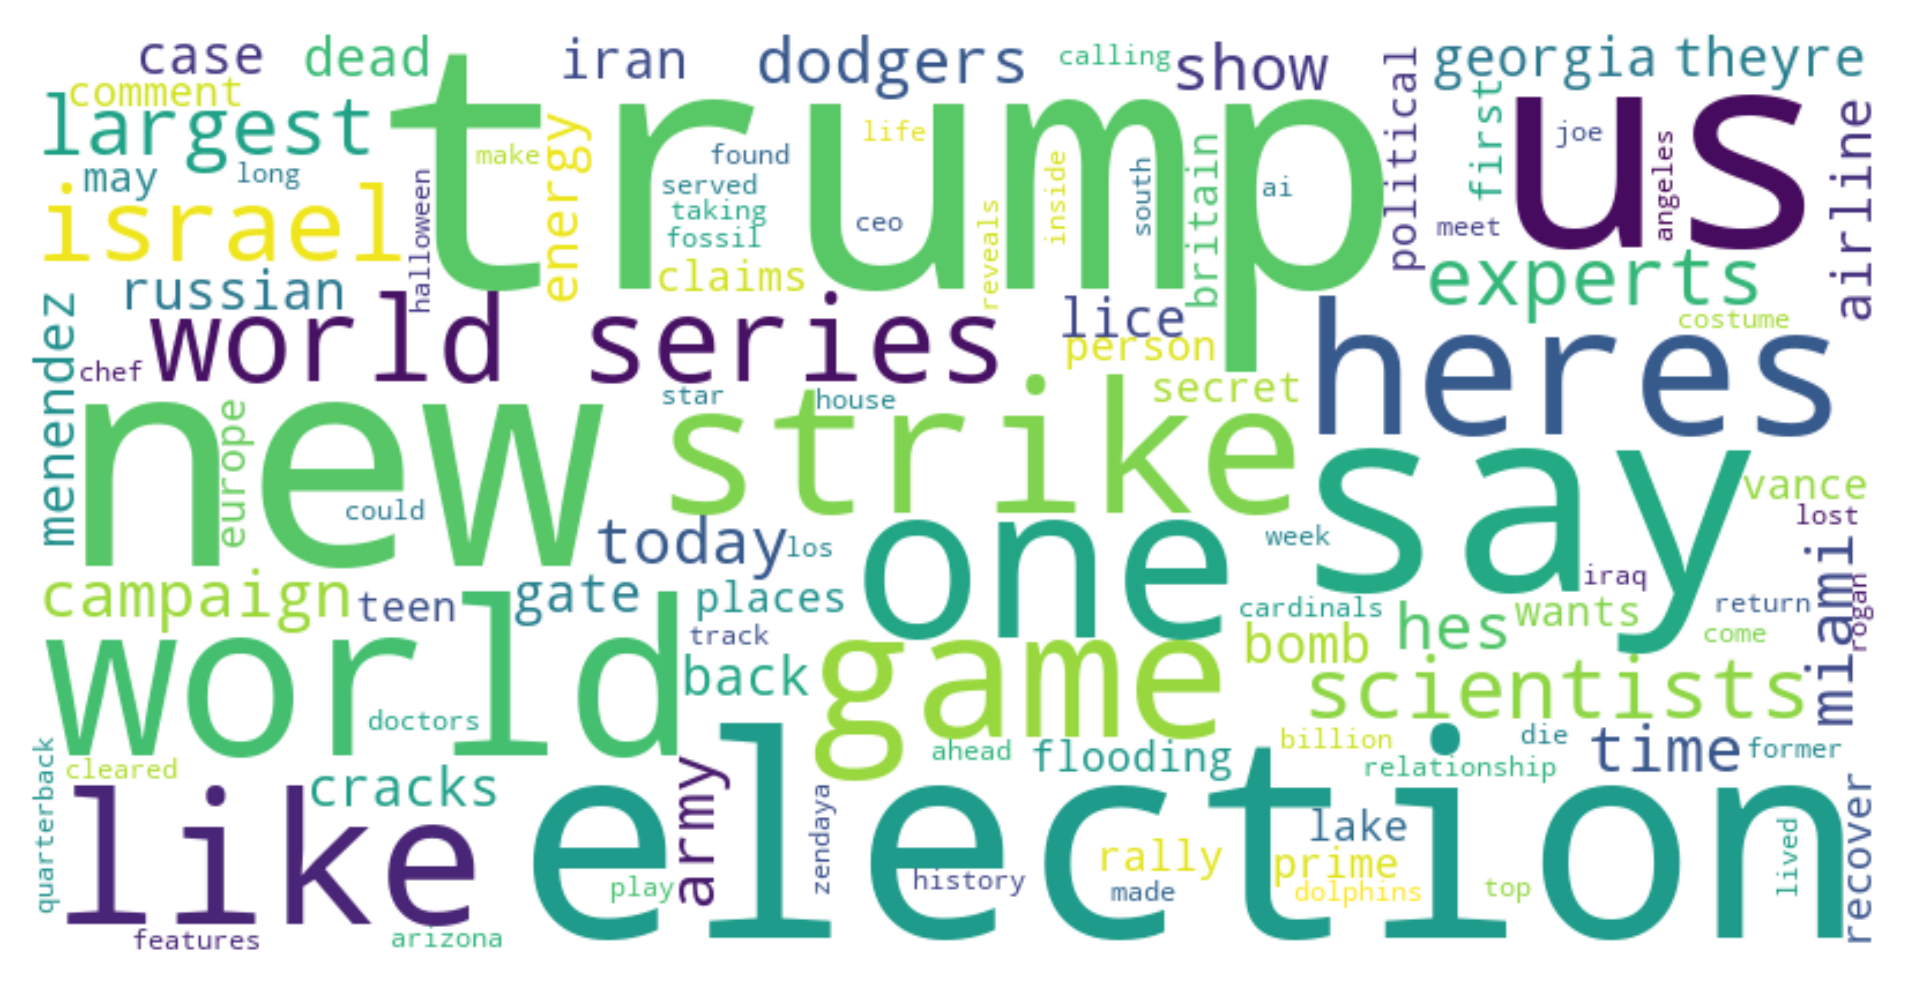 case
dead
iran
dodgers
calling
show
political
georgia
theyre
comment
largest
trump
us
first
joe
angeles
airline
may
long
make
energy
found
life
served
taking
fossil
ceo
inside
south
britain
ai
meet
israel
halloween
reveals
claims
experts
russian
world series
lice
person
costume
heres
menendez
chef
star
house
secret
new
strike
europe
could
say
vance
lost
today
los
one
week
iraq
miami
rogan
campaign
teen
gate
places
cardinals
hes
wants
return
come
world
track
back
game
bomb
scientists
doctors
ahead
flooding
billion
die
relationship
time
former
quarterback
cleared
cracks
like
election
army
zendaya
lake
rally
prime
recover
play
history
made
dolphins
top
lived
features
arizona